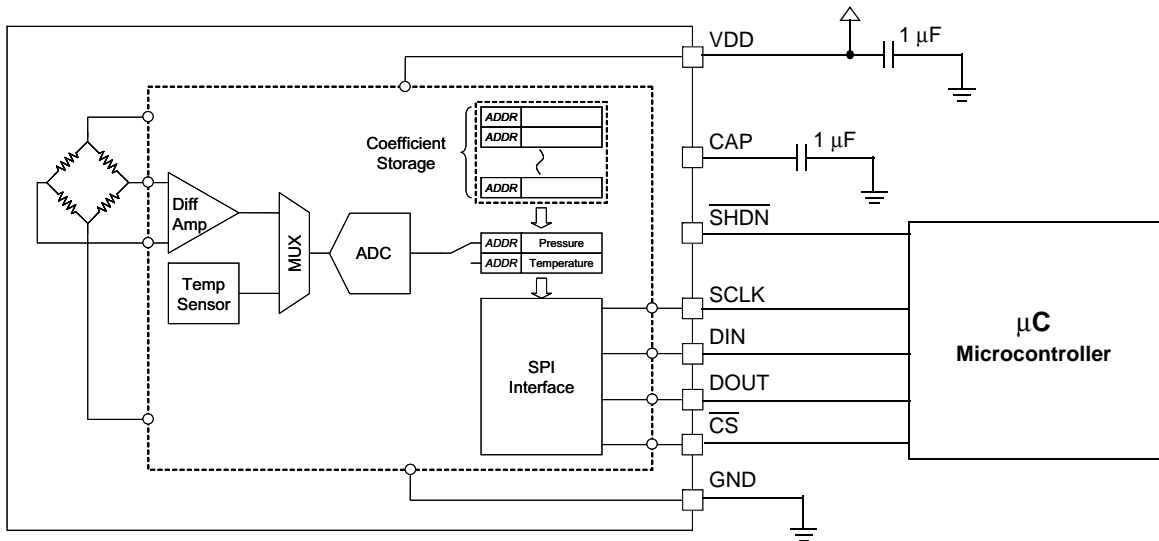 VDD
1 μF
CAP
1 μF
SHDN
SCLK
DIN
DOUT
CS
GND
μC
Microcontroller
Coefficient
Storage
ADDR
ADDR
ADDR
Diff
Amp
MUX
ADC
Temp
Sensor
ADDR Pressure
ADDR Temperature
SPI
Interface